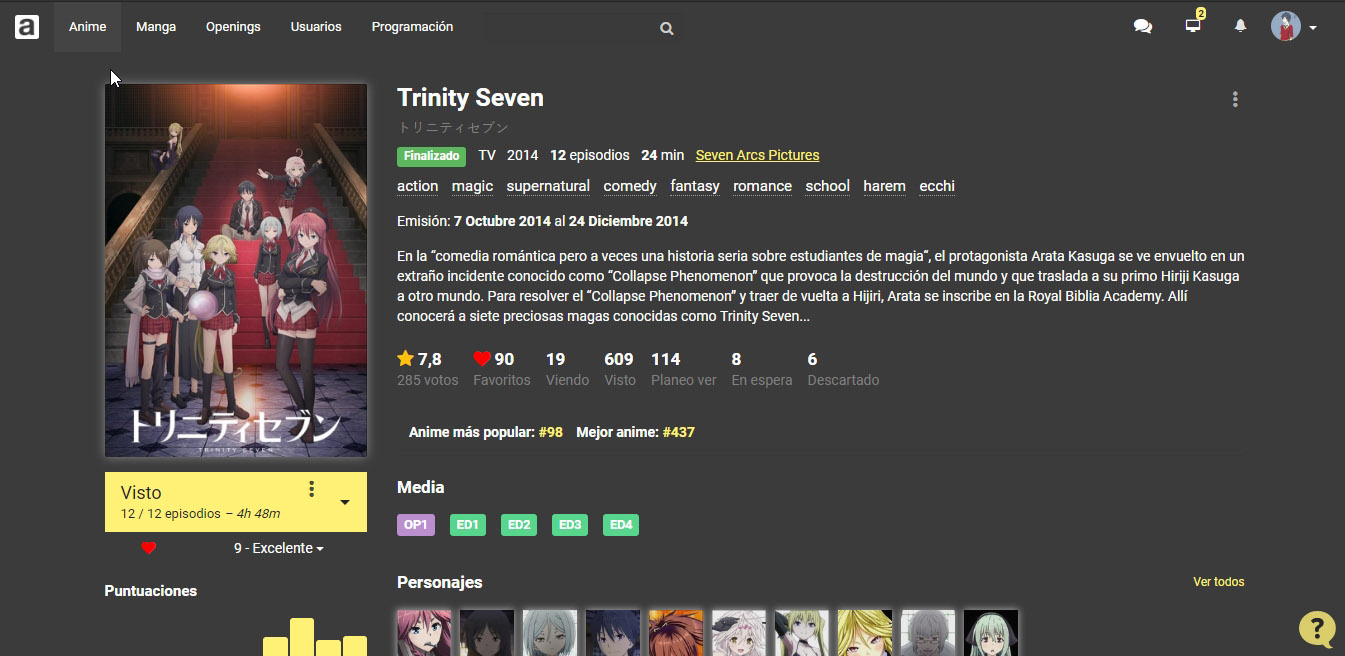 a
Anime Manga Openings Usuarios Programación
2
Trinity Seven
トリニティセブン
Finalizado TV 2014 12 episodios 24 min Seven Arcs Pictures
action magic supernatural comedy fantasy romance school harem ecchi
Emisión: 7 Octubre 2014 al 24 Diciembre 2014
En la “comedia romántica pero a veces una historia seria sobre estudiantes de magia“, el protagonista Arata Kasuga se ve envuelto en un
extraño incidente conocido como “Collapse Phenomenon” que provoca la destrucción del mundo y que traslada a su primo Hiriji Kasuga
a otro mundo. Para resolver el “Collapse Phenomenon” y traer de vuelta a Hijiri, Arata se inscribe en la Royal Biblia Academy. Allí
conocerá a siete preciosas magas conocidas como Trinity Seven...
7,8 90 19 609 114 8 6
285 votos Favoritos Viendo Visto Planeo ver En espera Descartado
Anime más popular: #98 Mejor anime: #437
トリニティセブン
TRINITY SEVEN
Visto
12 / 12 episodios – 4h 48m
9 - Excelente
Puntuaciones
Media
OP1 ED1 ED2 ED3 ED4
Personajes
Ver todos
?